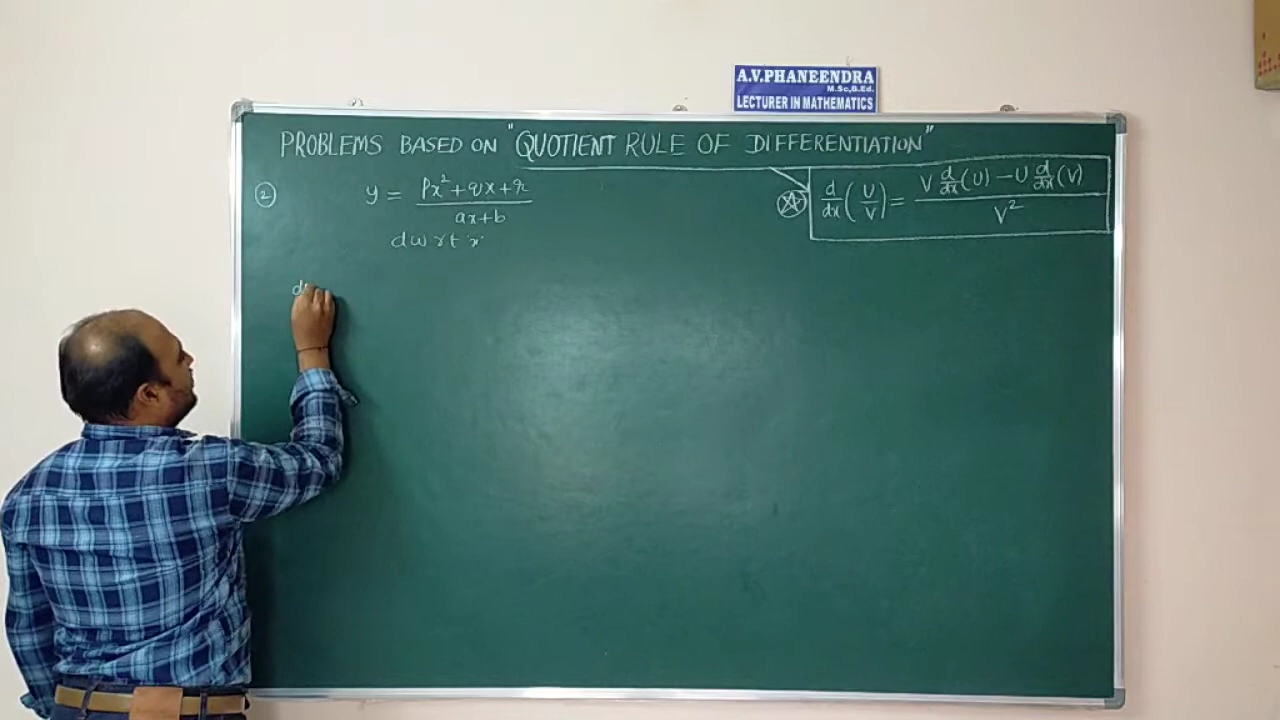 A.V.PHANEENDRA
M.Sc,B.Ed.
LECTURER IN MATHEMATICS
PROBLEMS BASED ON "QUOTIENT RULE OF DIFFERENTIATION"
② y = (px² + qx + r)/(ax + b)
d w r t x
d/dx (U/V) = (V d/dx (U) − U d/dx (V))/V²